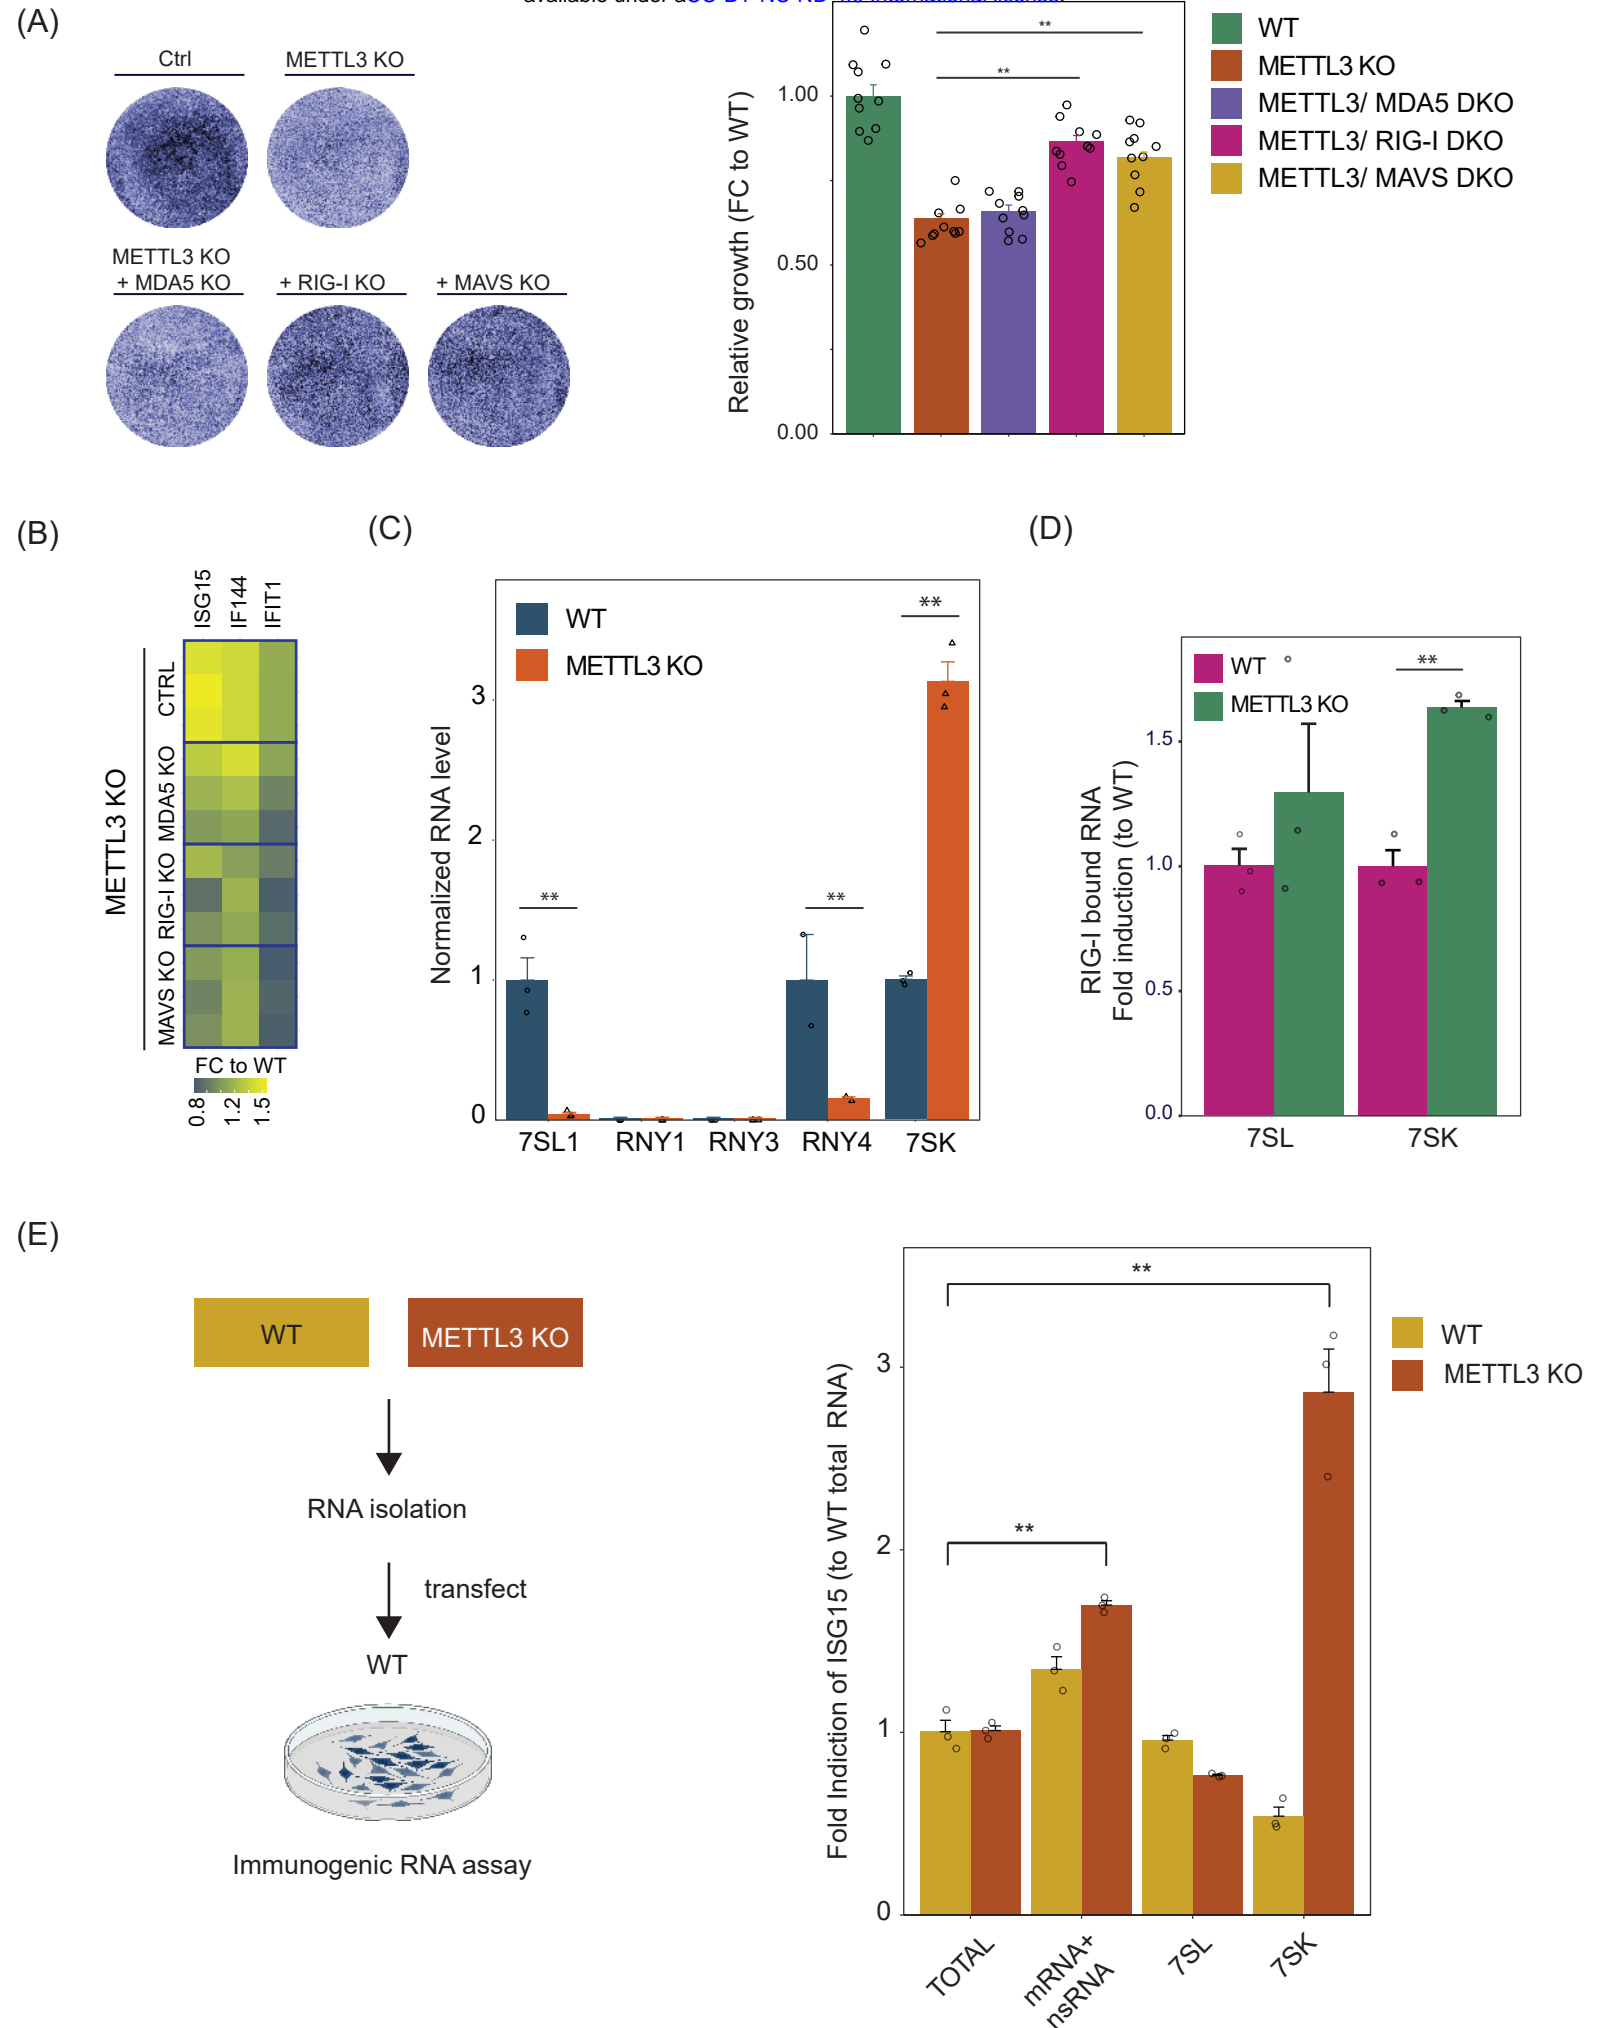 (A)
Ctrl
METTL3 KO
METTL3 KO
+ MDA5 KO
+ RIG-I KO
+ MAVS KO
Relative growth (FC to WT)
1.00
0.50
0.00
**
**
WT
METTL3 KO
METTL3/ MDA5 DKO
METTL3/ RIG-I DKO
METTL3/ MAVS DKO
(B)
ISG15
IF144
IFIT1
METTL3 KO
CTRL
MDA5 KO
RIG-I KO
MAVS KO
FC to WT
0.8
1.2
1.5
(C)
WT
METTL3 KO
Normalized RNA level
3
2
1
0
**
**
**
7SL1
RNY1
RNY3
RNY4
7SK
(D)
WT
METTL3 KO
**
RIG-I bound RNA
Fold induction (to WT)
1.5
1.0
0.5
0.0
7SL
7SK
(E)
WT
METTL3 KO
RNA isolation
transfect
WT
Immunogenic RNA assay
Fold Indiction of ISG15 (to WT total RNA)
3
2
1
0
**
**
TOTAL
mRNA+
nsRNA
7SL
7SK
WT
METTL3 KO